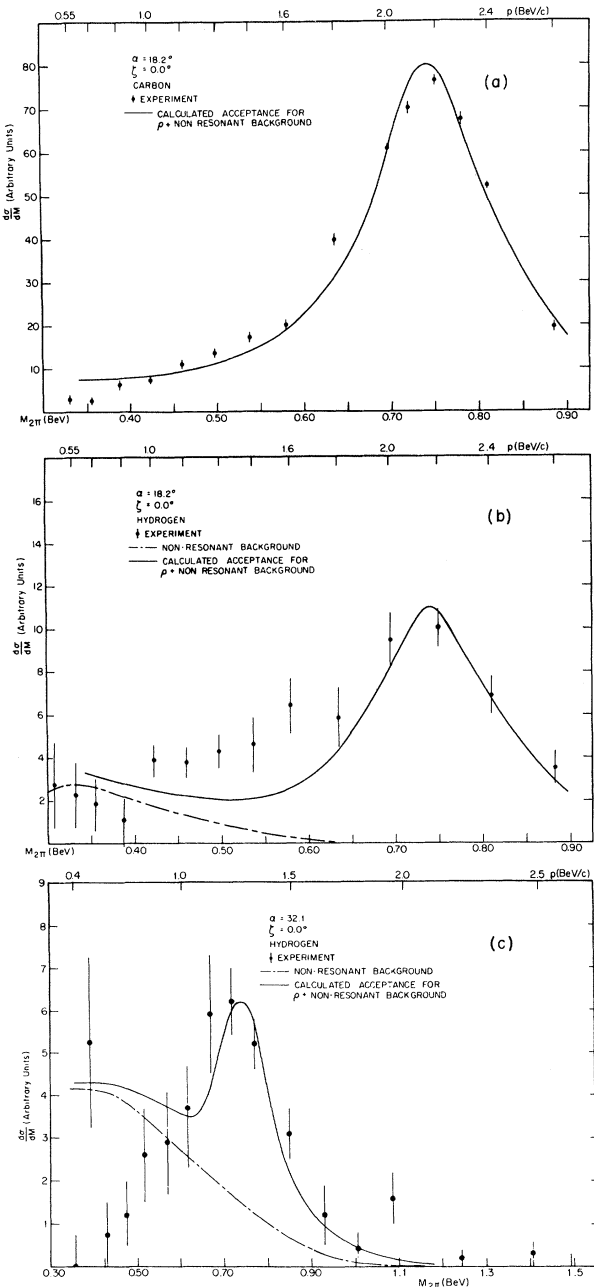 0.55 1.0 1.6 2.0 2.4 p(BeV/c)
α = 18.2°
ζ = 0.0°
CARBON
EXPERIMENT
CALCULATED ACCEPTANCE FOR
ρ + NON RESONANT BACKGROUND
(a)
80
70
60
50
40
30
20
10
dσ/dM (Arbitrary Units)
M2π(BeV) 0.40 0.50 0.60 0.70 0.80 0.90
0.55 1.0 1.6 2.0 2.4 p(BeV/c)
α = 18.2°
ζ = 0.0°
HYDROGEN
EXPERIMENT
NON-RESONANT BACKGROUND
CALCULATED ACCEPTANCE FOR
ρ + NON RESONANT BACKGROUND
(b)
16
14
12
10
8
6
4
2
dσ/dM (Arbitrary Units)
M2π(BeV) 0.40 0.50 0.60 0.70 0.80 0.90
0.4 1.0 1.5 2.0 2.5 p(BeV/c)
α = 32.1
ζ = 0.0°
HYDROGEN
EXPERIMENT
NON-RESONANT BACKGROUND
CALCULATED ACCEPTANCE FOR
ρ + NON-RESONANT BACKGROUND
(c)
9
8
7
6
5
4
3
2
1
dσ/dM (Arbitrary Units)
0.30 0.50 0.70 0.90 1.1 1.3 1.5
M2π(BeV)